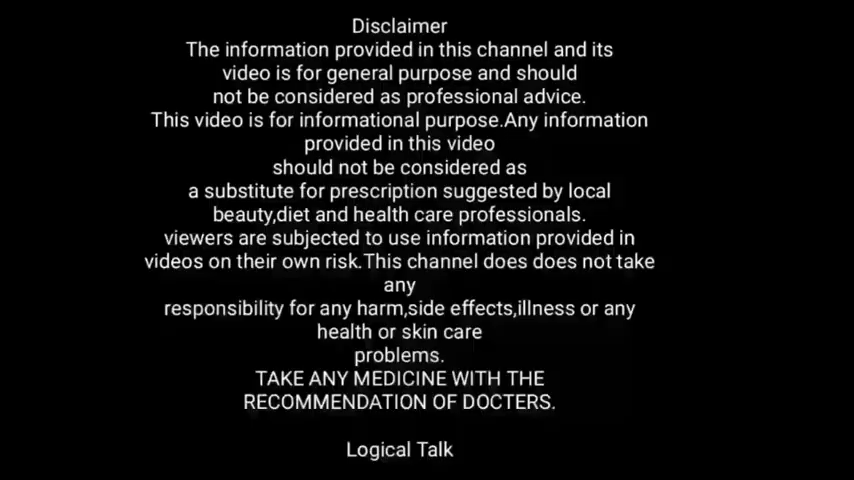 Disclaimer
The information provided in this channel and its
video is for general purpose and should
not be considered as professional advice.
This video is for informational purpose.Any information
provided in this video
should not be considered as
a substitute for prescription suggested by local
beauty,diet and health care professionals.
viewers are subjected to use information provided in
videos on their own risk.This channel does does not take
any
responsibility for any harm,side effects,illness or any
health or skin care
problems.
TAKE ANY MEDICINE WITH THE
RECOMMENDATION OF DOCTERS.
Logical Talk